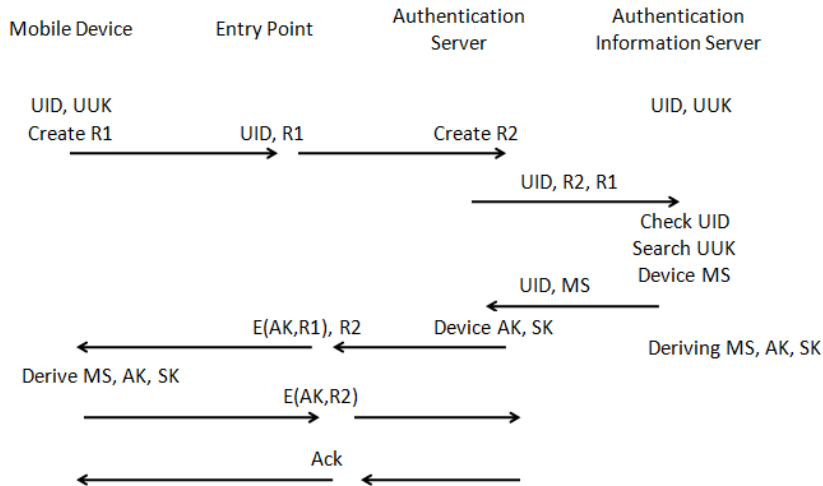 Mobile Device
Entry Point
Authentication
Server
Authentication
Information Server
UID, UUK
Create R1
UID, R1
Create R2
UID, UUK
UID, R2, R1
Check UID
Search UUK
Device MS
UID, MS
E(AK,R1), R2
Device AK, SK
Deriving MS, AK, SK
Derive MS, AK, SK
E(AK,R2)
Ack